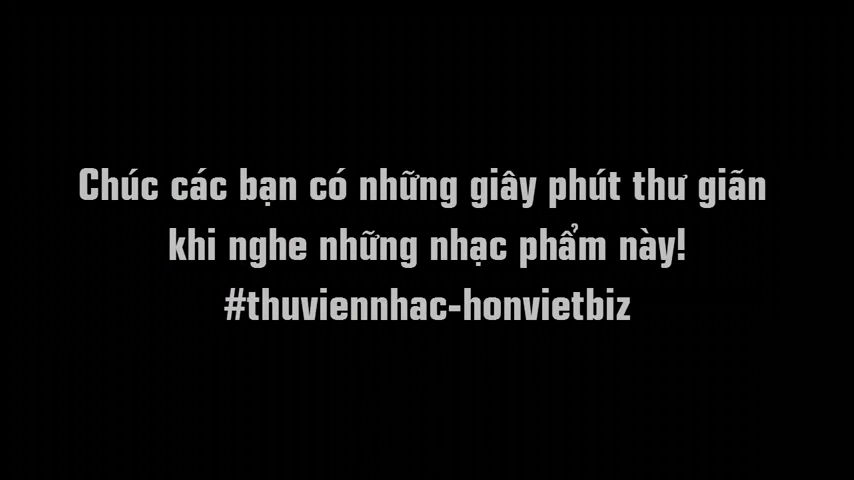 Chúc các bạn có những giây phút thư giãn
khi nghe những nhạc phẩm này!
#thuviennhac-honvietbiz